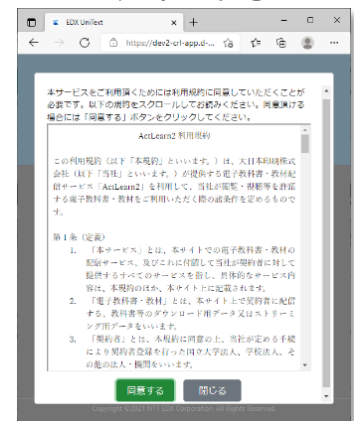 EDX UniText
https://dev2-crl-app.d-...
本サービスをご利用頂くためには利用規約に同意していただくことが
必要です。以下の規約をスクロールしてお読みください。同意頂ける
場合には「同意する」ボタンをクリックしてください。
ActLearn2 利用規約
この利用規約（以下「本規約」といいます。）は、大日本印刷株式
会社（以下「当社」といいます。）が提供する電子教科書・教材配
信サービス「ActLearn2」を利用して、当社が閲覧・視聴等を許諾
する電子教科書・教材をご利用いただく際の諸条件を定めるもので
す。
第 1 条（定義）
1. 「本サービス」とは、本サイトでの電子教科書・教材の
配信サービス、及びこれに付随して当社が契約者に対して
提供するすべてのサービスを指し、具体的なサービス内
容は、本規約のほか、本サイト上に記載されます。
2. 「電子教科書・教材」とは、本サイト上で契約者に配信
する、教科書等のダウンロード用データ又はストリーミ
ング用データをいいます。
3. 「契約者」とは、本規約に同意の上、当社が定める手続
により契約者登録を行った国立大学法人、学校法人、そ
の他の法人・機関をいいます。
同意する 閉じる
Copyright ©2021 NTT EDX Corporation. All Rights Reserved.